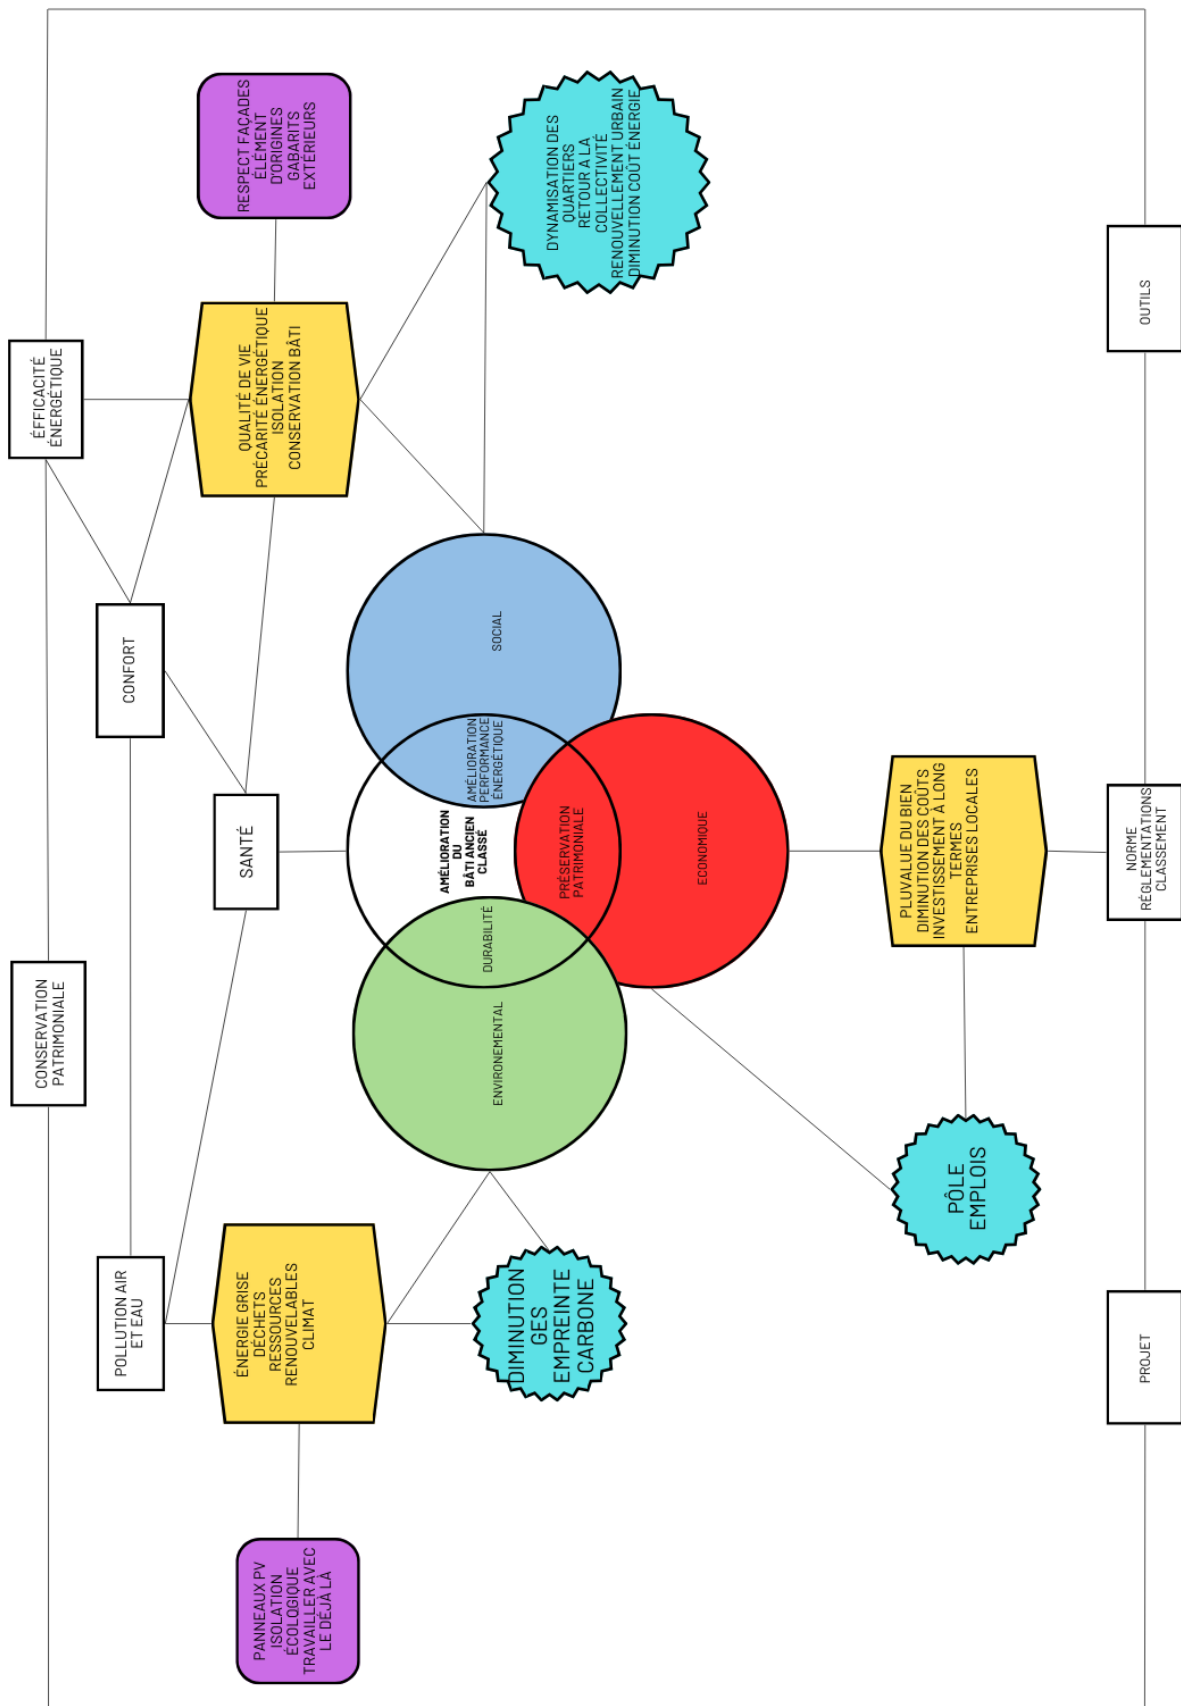 CONSERVATION
PATRIMONIALE
ÉFFICACITÉ
ÉNERGÉTIQUE
POLLUTION AIR
ET EAU
CONFORT
SANTÉ
PANNEAUX PV
ISOLATION
ÉCOLOGIQUE
TRAVAILLER AVEC
LE DÉJÀ LÀ
ÉNERGIE GRISE
DÉCHETS
RESSOURCES
RENOUVELABLES
CLIMAT
QUALITÉ DE VIE
PRÉCARITÉ ÉNERGÉTIQUE
ISOLATION
CONSERVATION BÂTI
RESPECT FAÇADES
ÉLÉMENT
D'ORIGINES
GABARITS
EXTÉRIEURS
AMÉLIORATION
DU
BÂTI ANCIEN
CLASSÉ
ENVIRONEMENTAL
DURABILITÉ
AMÉLIORATION
PERFORMANCE
ÉNERGÉTIQUE
SOCIAL
DIMINUTION
GES
EMPREINTE
CARBONE
PRÉSERVATION
PATRIMONIALE
DYNAMISATION DES
QUARTIERS
RETOUR A LA
COLLECTIVITÉ
RENOUVELLEMENT URBAIN
DIMINUTION COÛT ÉNERGIE
ECONOMIQUE
PÔLE
EMPLOIS
PLUVALUE DU BIEN
DIMINUTION DES COÛTS
INVESTISSEMENT À LONG
TERMES
ENTREPRISES LOCALES
PROJET
NORME
RÉGLEMENTATIONS
CLASSEMENT
OUTILS